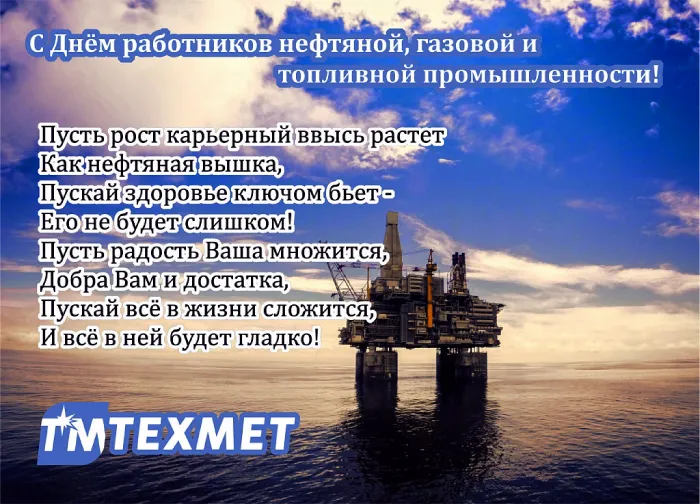 С Днём работников нефтяной, газовой и
топливной промышленности!
Пусть рост карьерный ввысь растет
Как нефтяная вышка,
Пускай здоровье ключом бьет -
Его не будет слишком!
Пусть радость Ваша множится,
Добра Вам и достатка,
Пускай всё в жизни сложится,
И всё в ней будет гладко!
ТМТЕХМЕТ